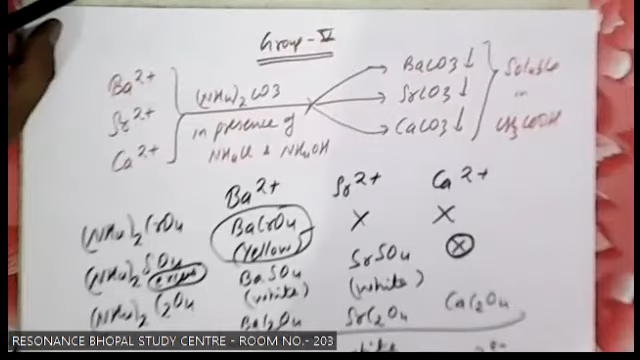 Group-V
Ba2+
Sr2+
Ca2+
(NH4)2 CO3
in presence of
NH4Cl & NH4OH
BaCO3↓
SrCO3↓
CaCO3↓
Soluble
in
CH3COOH
Ba2+ Sr2+ Ca2+
(NH4)2CrO4 BaCrO4 (Yellow) X X
(NH4)2SO4 BaSO4 (white) SrSO4 (white) X
(NH4)2C2O4 BaC2O4 SrC2O4 CaC2O4
RESONANCE BHOPAL STUDY CENTRE - ROOM NO.- 203